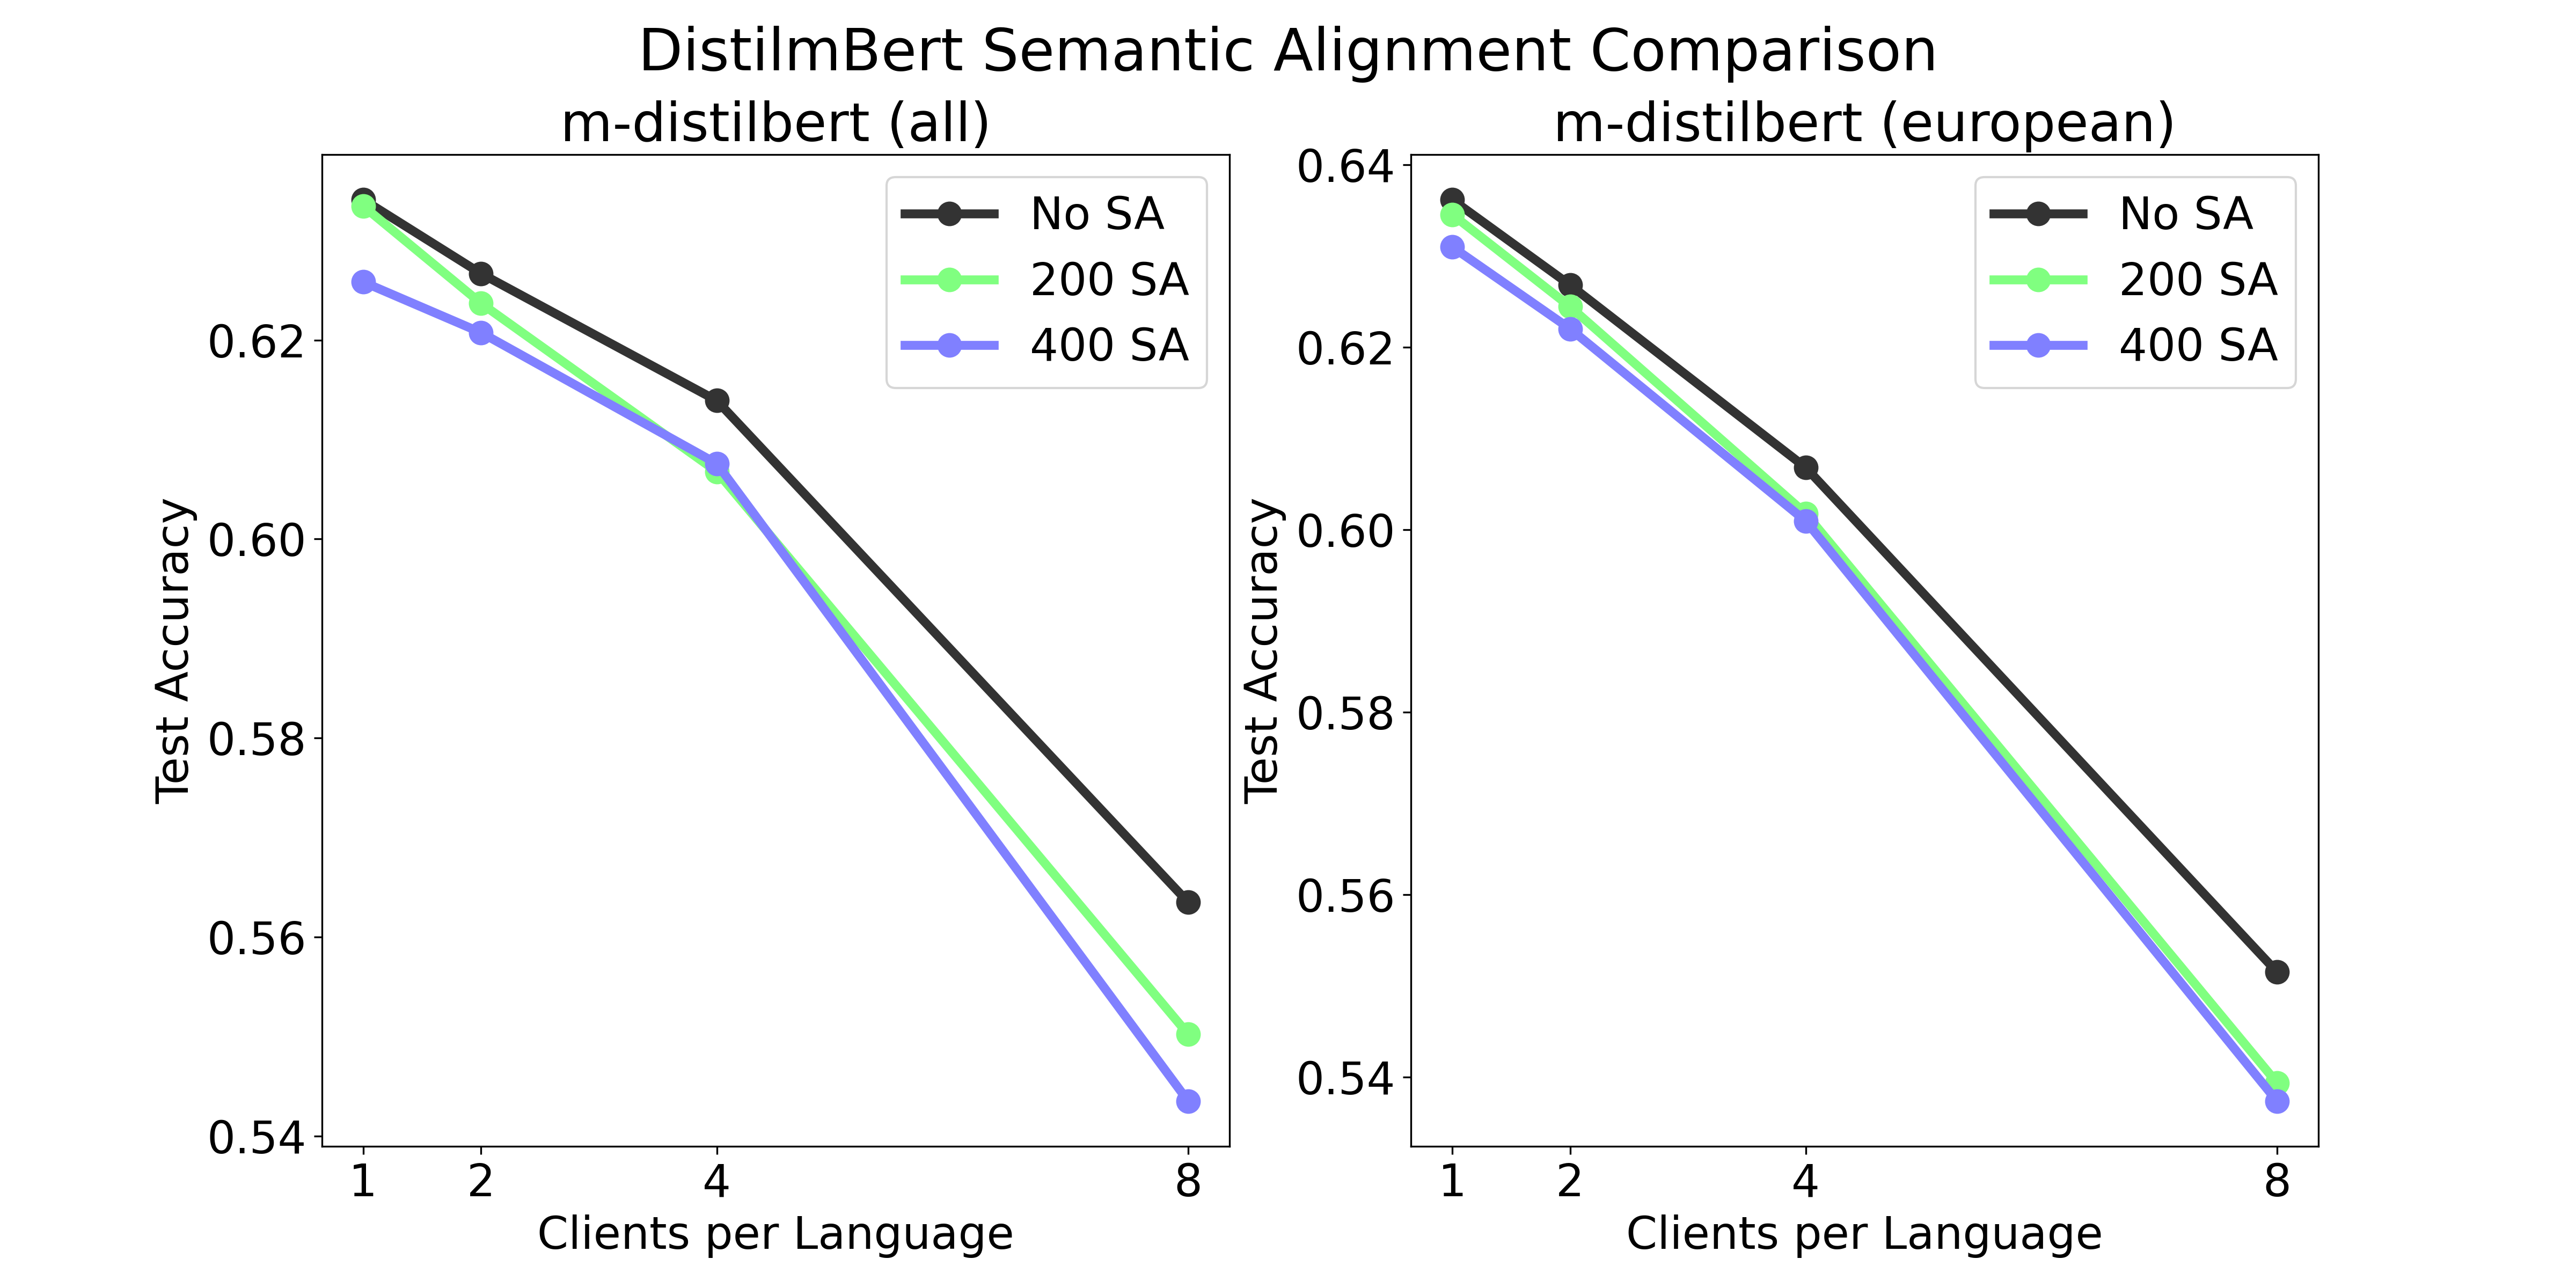 DistilmBert Semantic Alignment Comparison
m-distilbert (all)
No SA
200 SA
400 SA
0.62
0.60
0.58
0.56
0.54
Test Accuracy
1 2 4 8
Clients per Language
m-distilbert (european)
No SA
200 SA
400 SA
0.64
0.62
0.60
0.58
0.56
0.54
Test Accuracy
1 2 4 8
Clients per Language